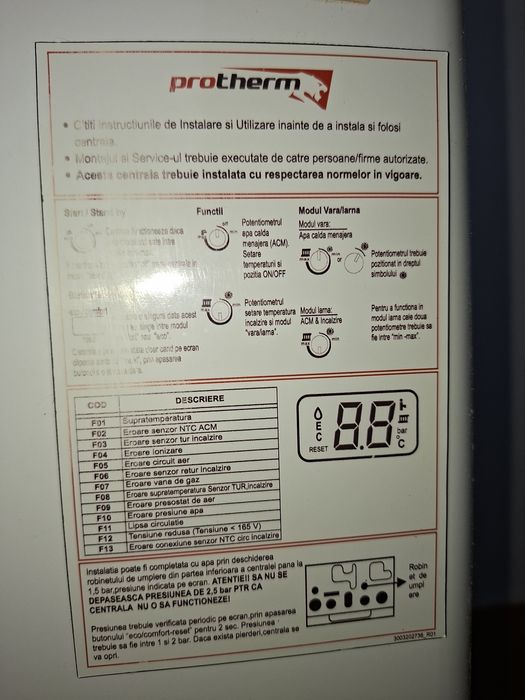 protherm
• C'titi instructiunile de Instalare si Utilizare inainte de a instala si folosi
centrala.
• Montajul si Service-ul trebuie executate de catre persoane/firme autorizate.
• Acesta centrala trebuie instalata cu respectarea normelor in vigoare.
Start / Stand by
Functii
Potentiometrul
apa calda
menajera (ACM).
Setare
temperaturii si
pozitia ON/OFF
Potentiometrul
setare temperatura
incalzire si modul
"vara/iarna".
Modul Vara/Iarna
Modul vara:
Apa calda menajera
Potentiometrul trebuie
pozitionat in dreptul
simbolului
Modul Iarna:
ACM & Incalzire
Pentru a functiona in
modul iarna cele doua
potentiometre trebuie sa
fie intre "min -max".
COD DESCRIERE
F01 Supratemperatura
F02 Eroare senzor NTC ACM
F03 Eroare senzor tur incalzire
F04 Eroare ionizare
F05 Eroare circuit aer
F06 Eroare senzor retur incalzire
F07 Eroare vana de gaz
F08 Eroare supratemperatura Senzor TUR,incalzire
F09 Eroare presostat de aer
F10 Eroare presiune apa
F11 Lipsa circulatie
F12 Tensiune redusa (Tensiune < 165 V)
F13 Eroare conexiune senzor NTC circ incalzire
E
C
RESET
8.8
bar
°C
Instalatia poate fi completata cu apa prin deschiderea
robinetului de umplere din partea inferioara a centralei pana la
1,5 bar,presiune indicata pe ecran. ATENTIE!! SA NU SE
DEPASEASCA PRESIUNEA DE 2,5 bar PTR CA
CENTRALA NU O SA FUNCTIONEZE!
Presiunea trebuie verificata periodic pe ecran,prin apasarea
butonului "eco/comfort-reset" pentru 2 sec. Presiunea
trebuie sa fie intre 1 si 2 bar. Daca exista pierderi,centrala se
va opri.
Robin
et de
umpl
ere
3003202736_R01